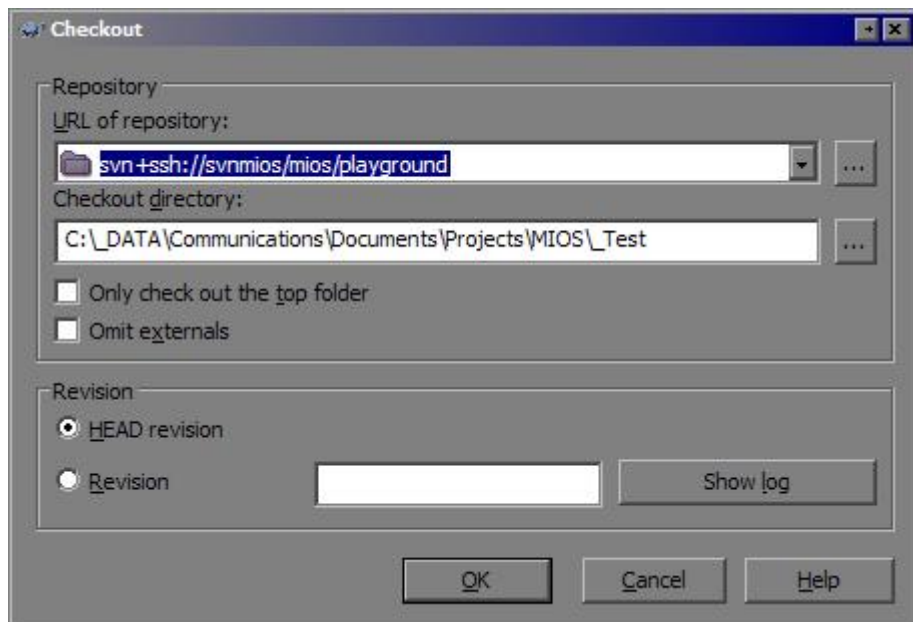 Checkout
Repository
URL of repository:
svn+ssh://svnmios/mios/playground
...
Checkout directory:
C:\_DATA\Communications\Documents\Projects\MIOS\_Test
...
Only check out the top folder
Omit externals
Revision
HEAD revision
Revision
Show log
OK Cancel Help